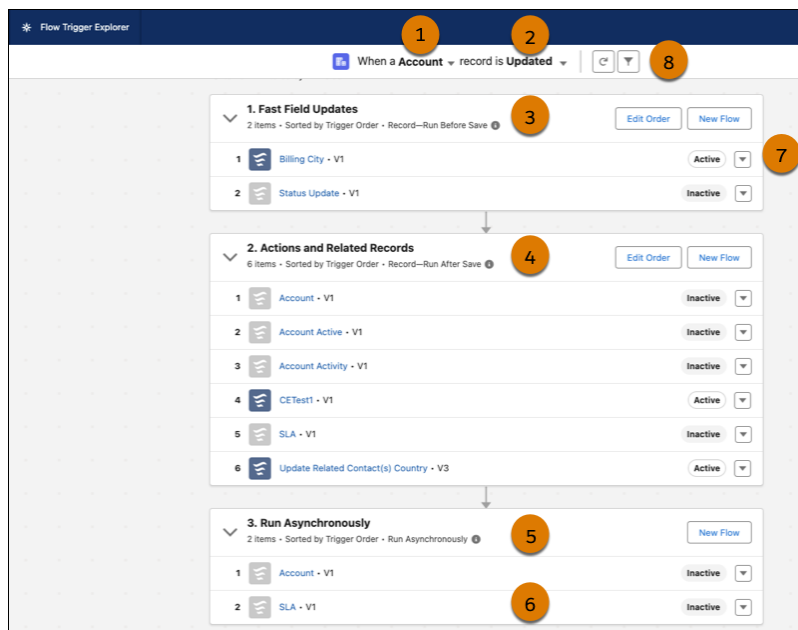 Flow Trigger Explorer
1
2
When a Account record is Updated
8
1. Fast Field Updates
2 items • Sorted by Trigger Order • Record—Run Before Save
3
Edit Order
New Flow
1 Billing City • V1 Active
7
2 Status Update • V1 Inactive
2. Actions and Related Records
6 items • Sorted by Trigger Order • Record—Run After Save
4
Edit Order
New Flow
1 Account • V1 Inactive
2 Account Active • V1 Inactive
3 Account Activity • V1 Inactive
4 CETest1 • V1 Active
5 SLA • V1 Inactive
6 Update Related Contact(s) Country • V3 Active
3. Run Asynchronously
2 items • Sorted by Trigger Order • Run Asynchronously
5
New Flow
1 Account • V1 Inactive
2 SLA • V1 Inactive
6